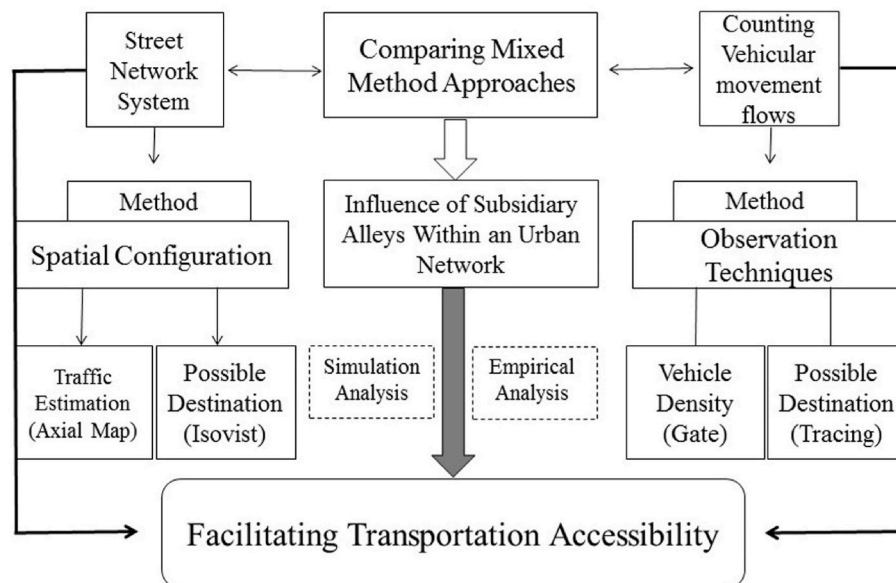 Street
Network
System
Comparing Mixed
Method Approaches
Counting
Vehicular
movement
flows
Method
Spatial Configuration
Influence of Subsidiary
Alleys Within an Urban
Network
Method
Observation
Techniques
Traffic
Estimation
(Axial Map)
Possible
Destination
(Isovist)
Simulation
Analysis
Empirical
Analysis
Vehicle
Density
(Gate)
Possible
Destination
(Tracing)
Facilitating Transportation Accessibility